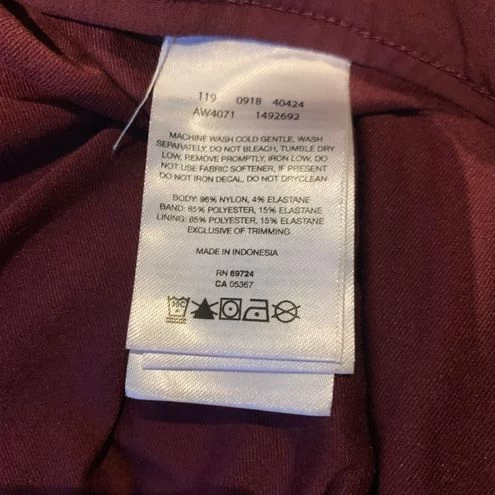 119 0918 40424
AW4071 1492692
MACHINE WASH COLD GENTLE, WASH
SEPARATELY, DO NOT BLEACH, TUMBLE DRY
LOW, REMOVE PROMPTLY, IRON LOW, DO
NOT USE FABRIC SOFTENER, IF PRESENT
DO NOT IRON DECAL, DO NOT DRYCLEAN
BODY: 96% NYLON, 4% ELASTANE
BAND: 85% POLYESTER, 15% ELASTANE
LINING: 85% POLYESTER, 15% ELASTANE
EXCLUSIVE OF TRIMMING
MADE IN INDONESIA
RN 69724
CA 05367
30C